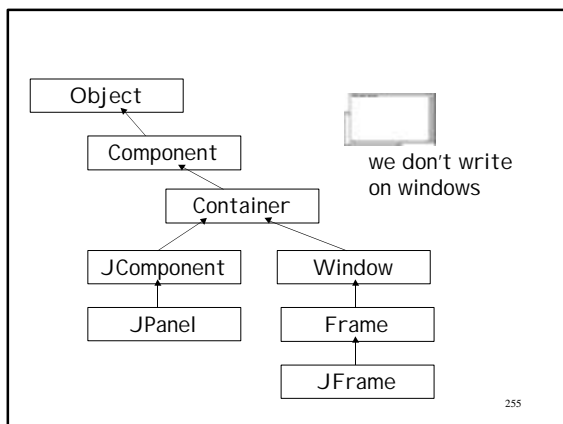 Object
Component
we don't write
on windows
Container
JComponent
Window
JPanel
Frame
JFrame
255